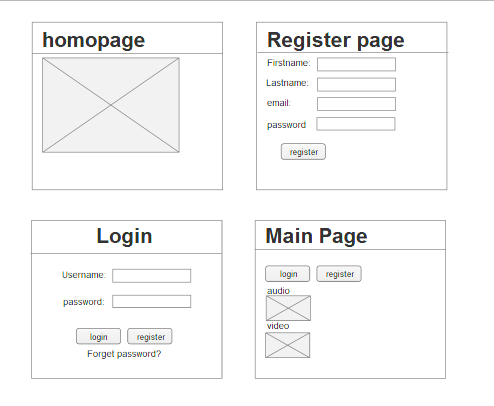 homopage
Register page
Firstname:
Lastname:
email:
password
register
Login
Username:
password:
login register
Forget password?
Main Page
login register
audio
video